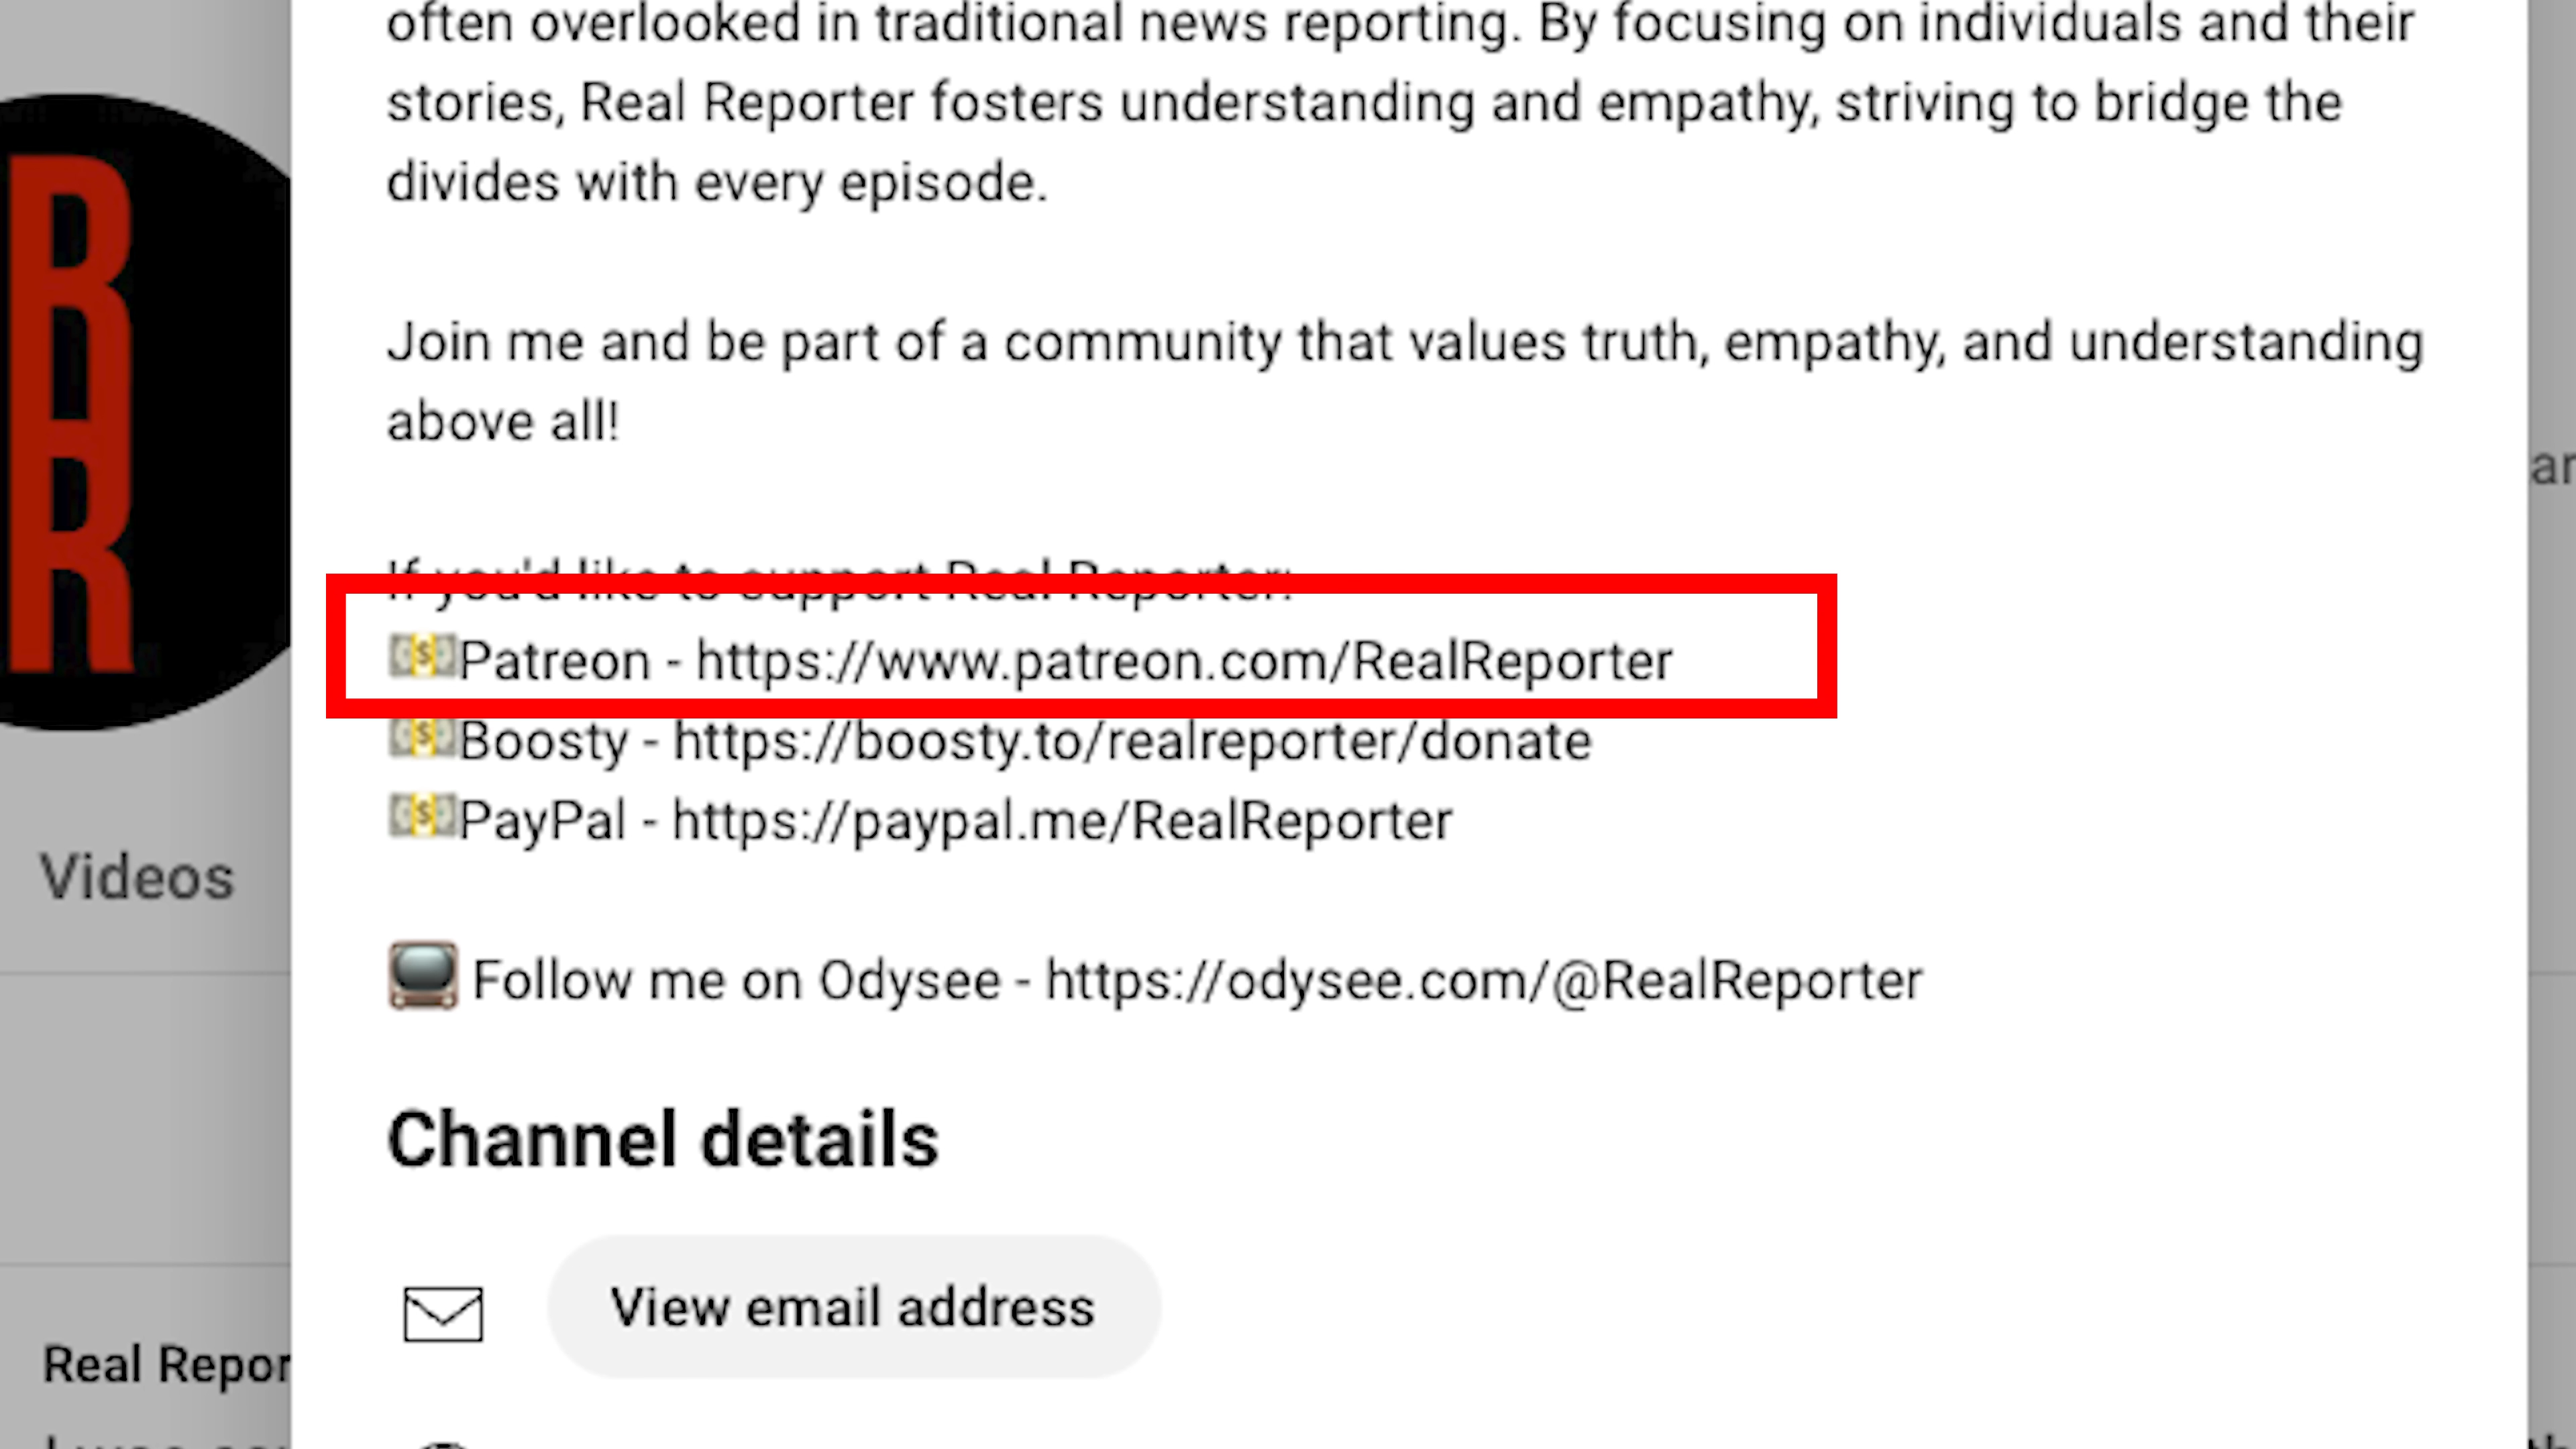 often overlooked in traditional news reporting. By focusing on individuals and their
stories, Real Reporter fosters understanding and empathy, striving to bridge the
divides with every episode.
Join me and be part of a community that values truth, empathy, and understanding
above all!
If you'd like to support Real Reporter:
Patreon - https://www.patreon.com/RealReporter
Boosty - https://boosty.to/realreporter/donate
PayPal - https://paypal.me/RealReporter
Follow me on Odysee - https://odysee.com/@RealReporter
Channel details
View email address
R
R
Videos
Real Repor